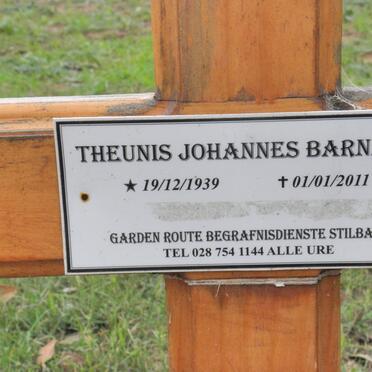 THEUNIS JOHANNES BARN
★ 19/12/1939 ✝ 01/01/2011
GARDEN ROUTE BEGRAFNISDIENSTE STILBA
TEL 028 754 1144 ALLE URE